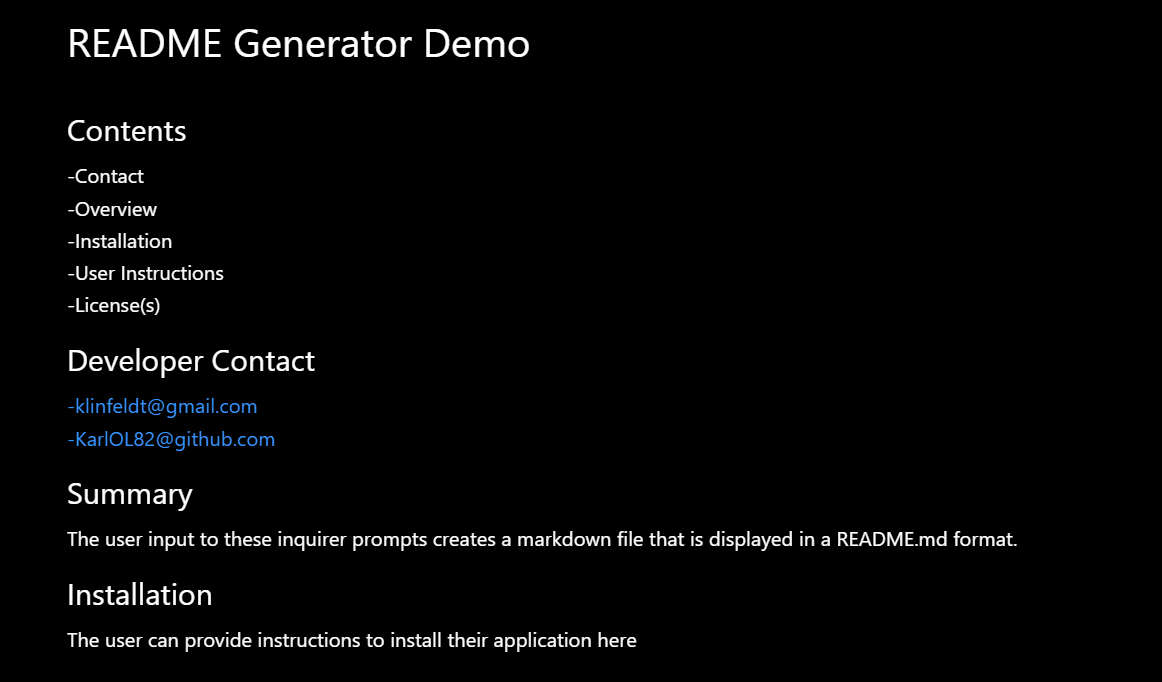 README Generator Demo
Contents
-Contact
-Overview
-Installation
-User Instructions
-License(s)
Developer Contact
-klinfeldt@gmail.com
-KarlOL82@github.com
Summary
The user input to these inquirer prompts creates a markdown file that is displayed in a README.md format.
Installation
The user can provide instructions to install their application here